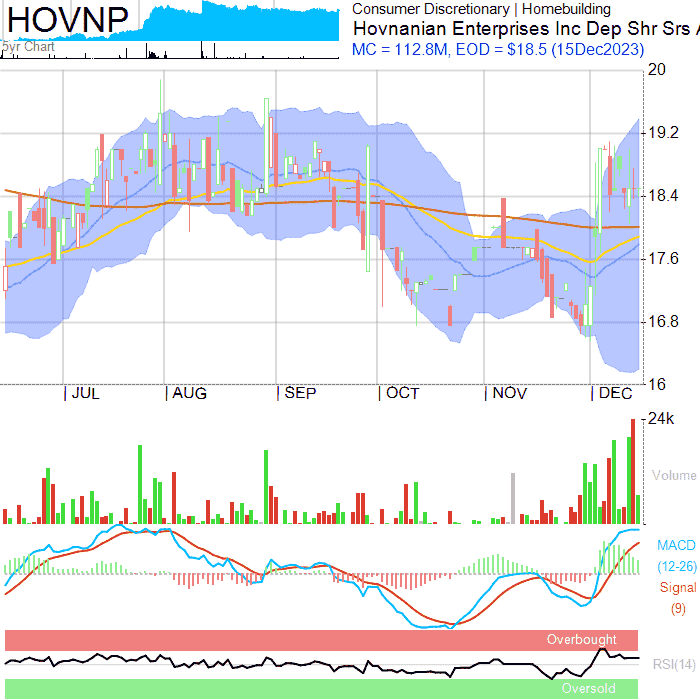 HOVNP
5yr Chart
Consumer Discretionary | Homebuilding
Hovnanian Enterprises Inc Dep Shr Srs A
MC = 112.8M, EOD = $18.5 (15Dec2023)
20
19.2
18.4
17.6
16.8
16
JUL AUG SEP OCT NOV DEC
24k
Volume
MACD
(12-26)
Signal
(9)
Overbought
RSI(14)
Oversold